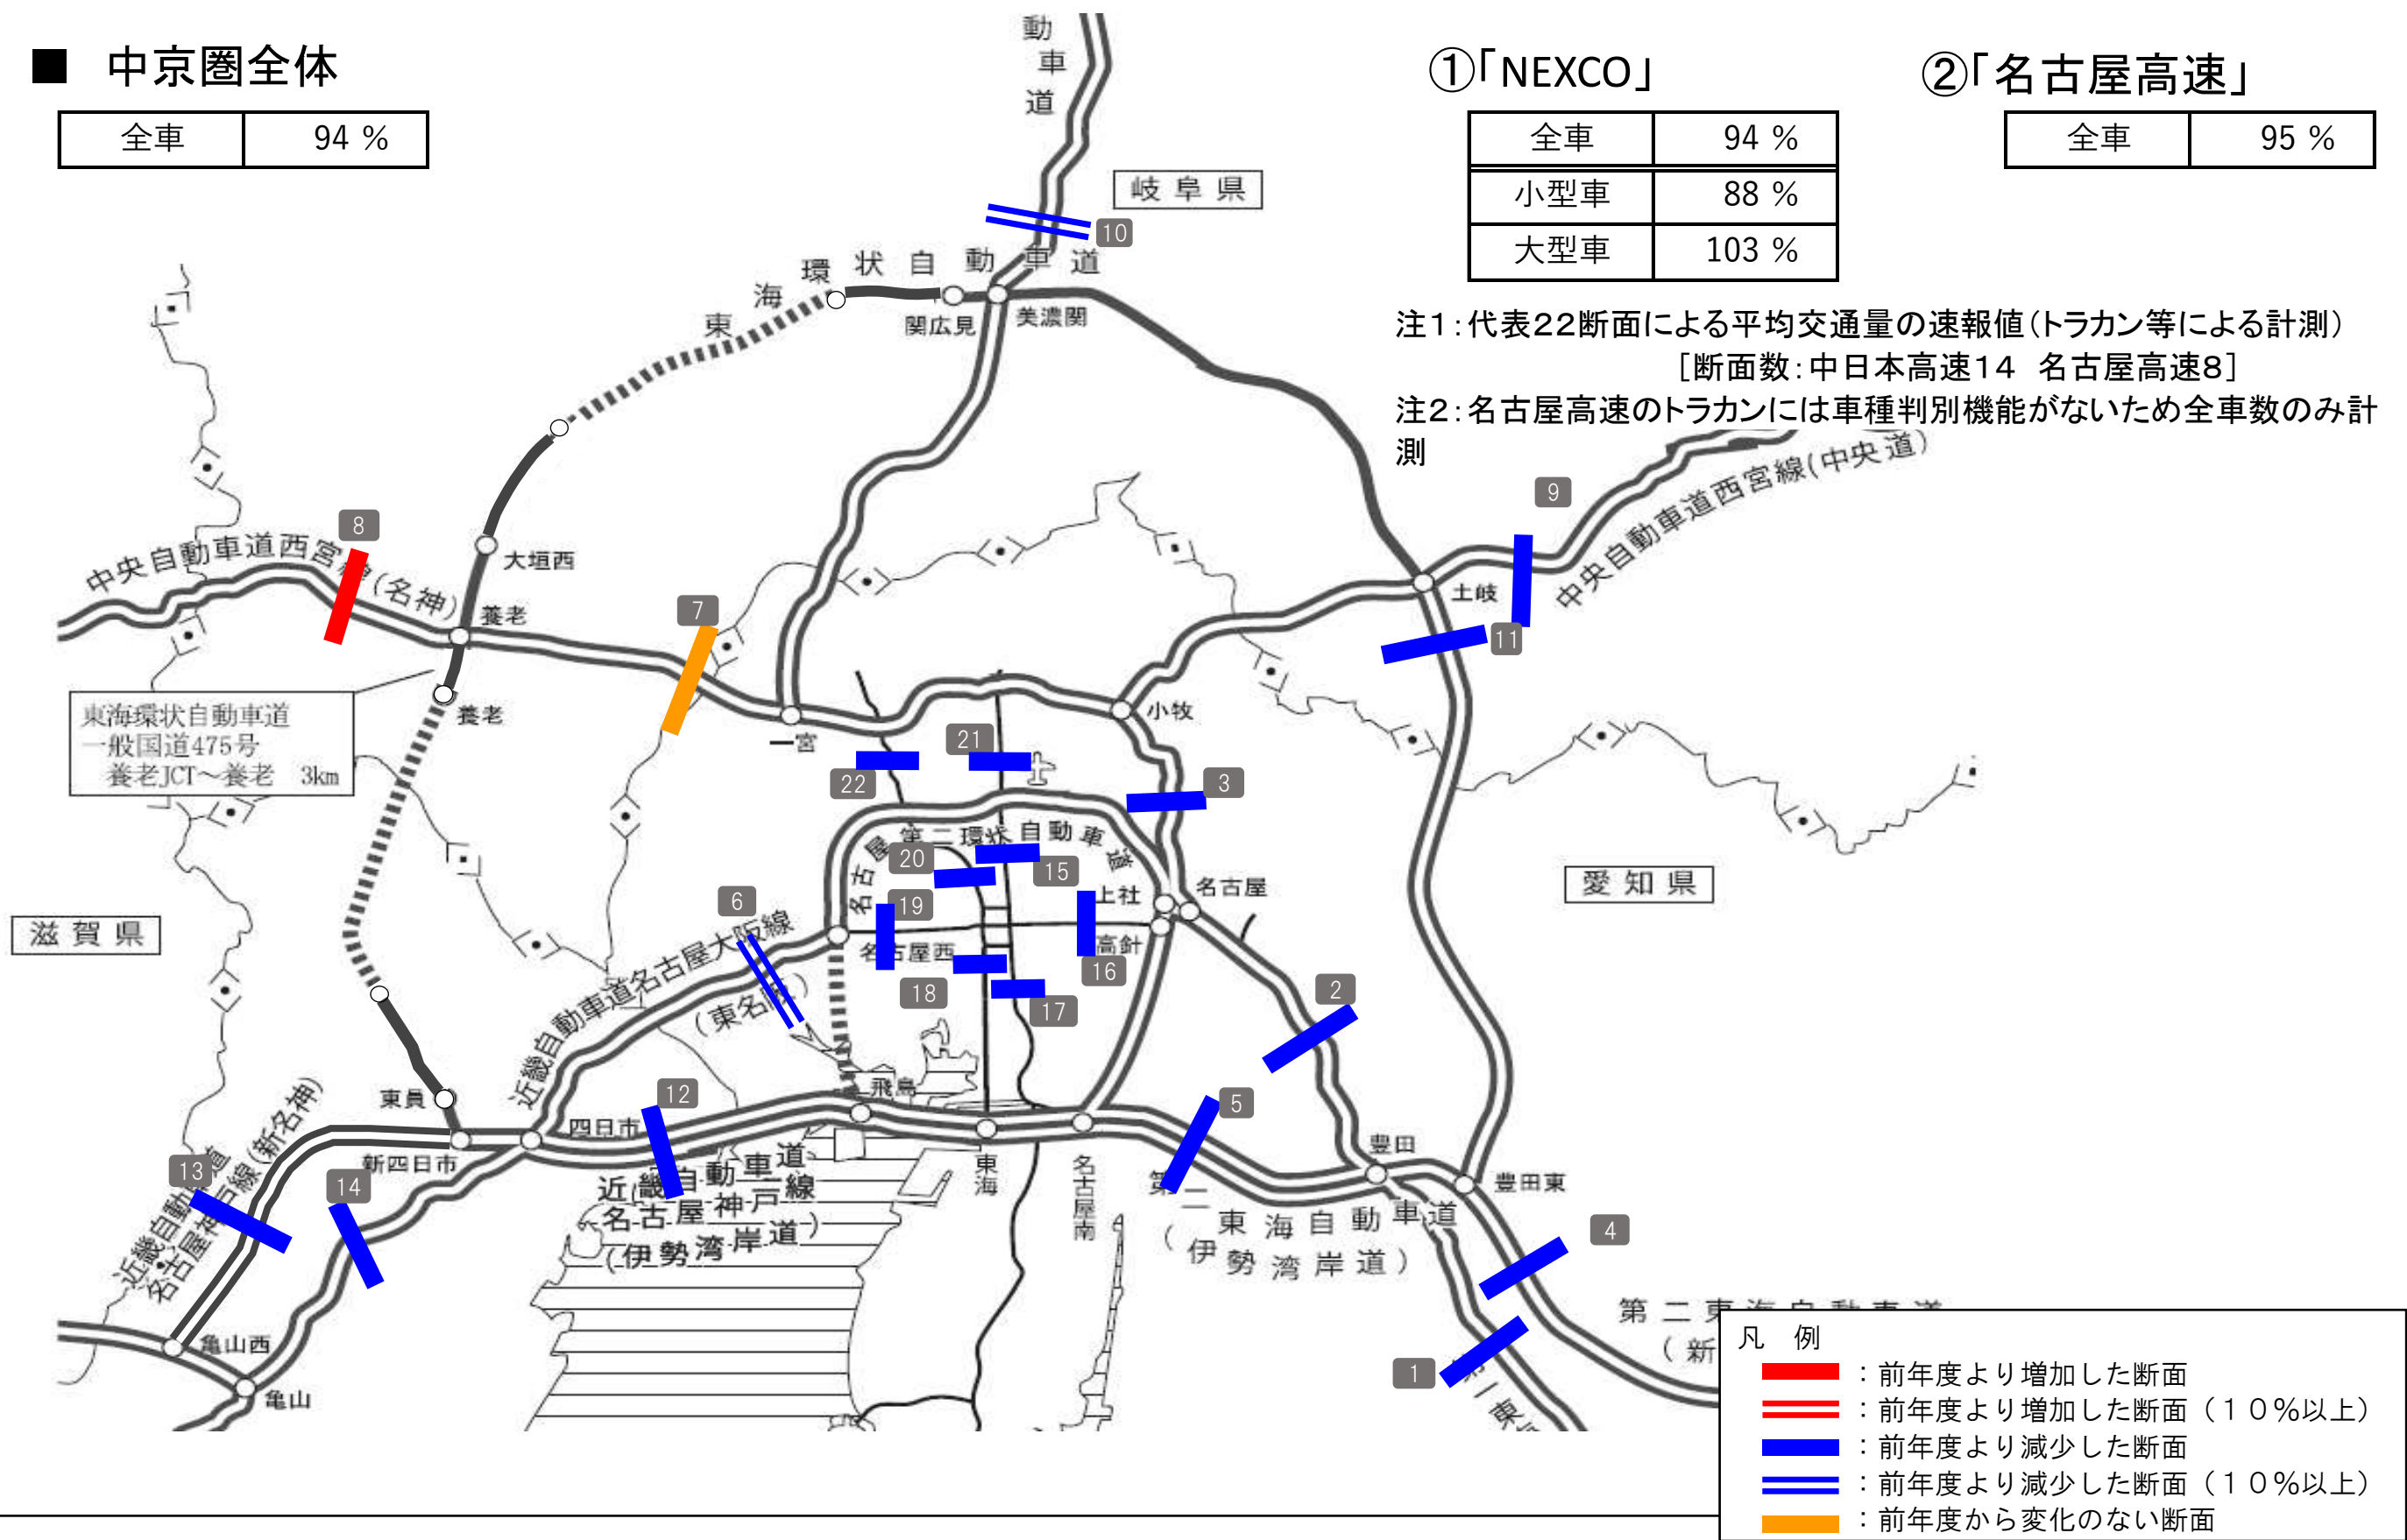 ■ 中京圏全体
全車 94 %
①「NEXCO」
全車 94 %
小型車 88 %
大型車 103 %
②「名古屋高速」
全車 95 %
注1：代表22断面による平均交通量の速報値（トラカン等による計測）
［断面数：中日本高速14 名古屋高速8］
注2：名古屋高速のトラカンには車種判別機能がないため全車数のみ計
測
動車道
岐阜県
10
東海環状自動車道
関広見
美濃関
9
中央自動車道西宮線(中央道)
8
中央自動車道西宮線(名神)
大垣西
養老
7
土岐
11
東海環状自動車道
一般国道475号
養老JCT～養老 3km
養老
一宮
小牧
21
22
3
名古屋第二環状自動車道
20
15
上社
名古屋
愛知県
19
6
滋賀県
名古屋西
高針
16
近畿自動車道名古屋大阪線
18
17
2
東員
飛島
12
5
四日市
新四日市
豊田
13
14
近畿自動車道
名古屋神戸線(新名神)
近畿自動車道
名古屋神戸線
(伊勢湾岸道)
東海
名古屋南
豊田東
第二東海自動車道
(伊勢湾岸道)
4
亀山西
亀山
1
第二東海自動車道
(新
凡 例
：前年度より増加した断面
：前年度より増加した断面（１０％以上）
：前年度より減少した断面
：前年度より減少した断面（１０％以上）
：前年度から変化のない断面